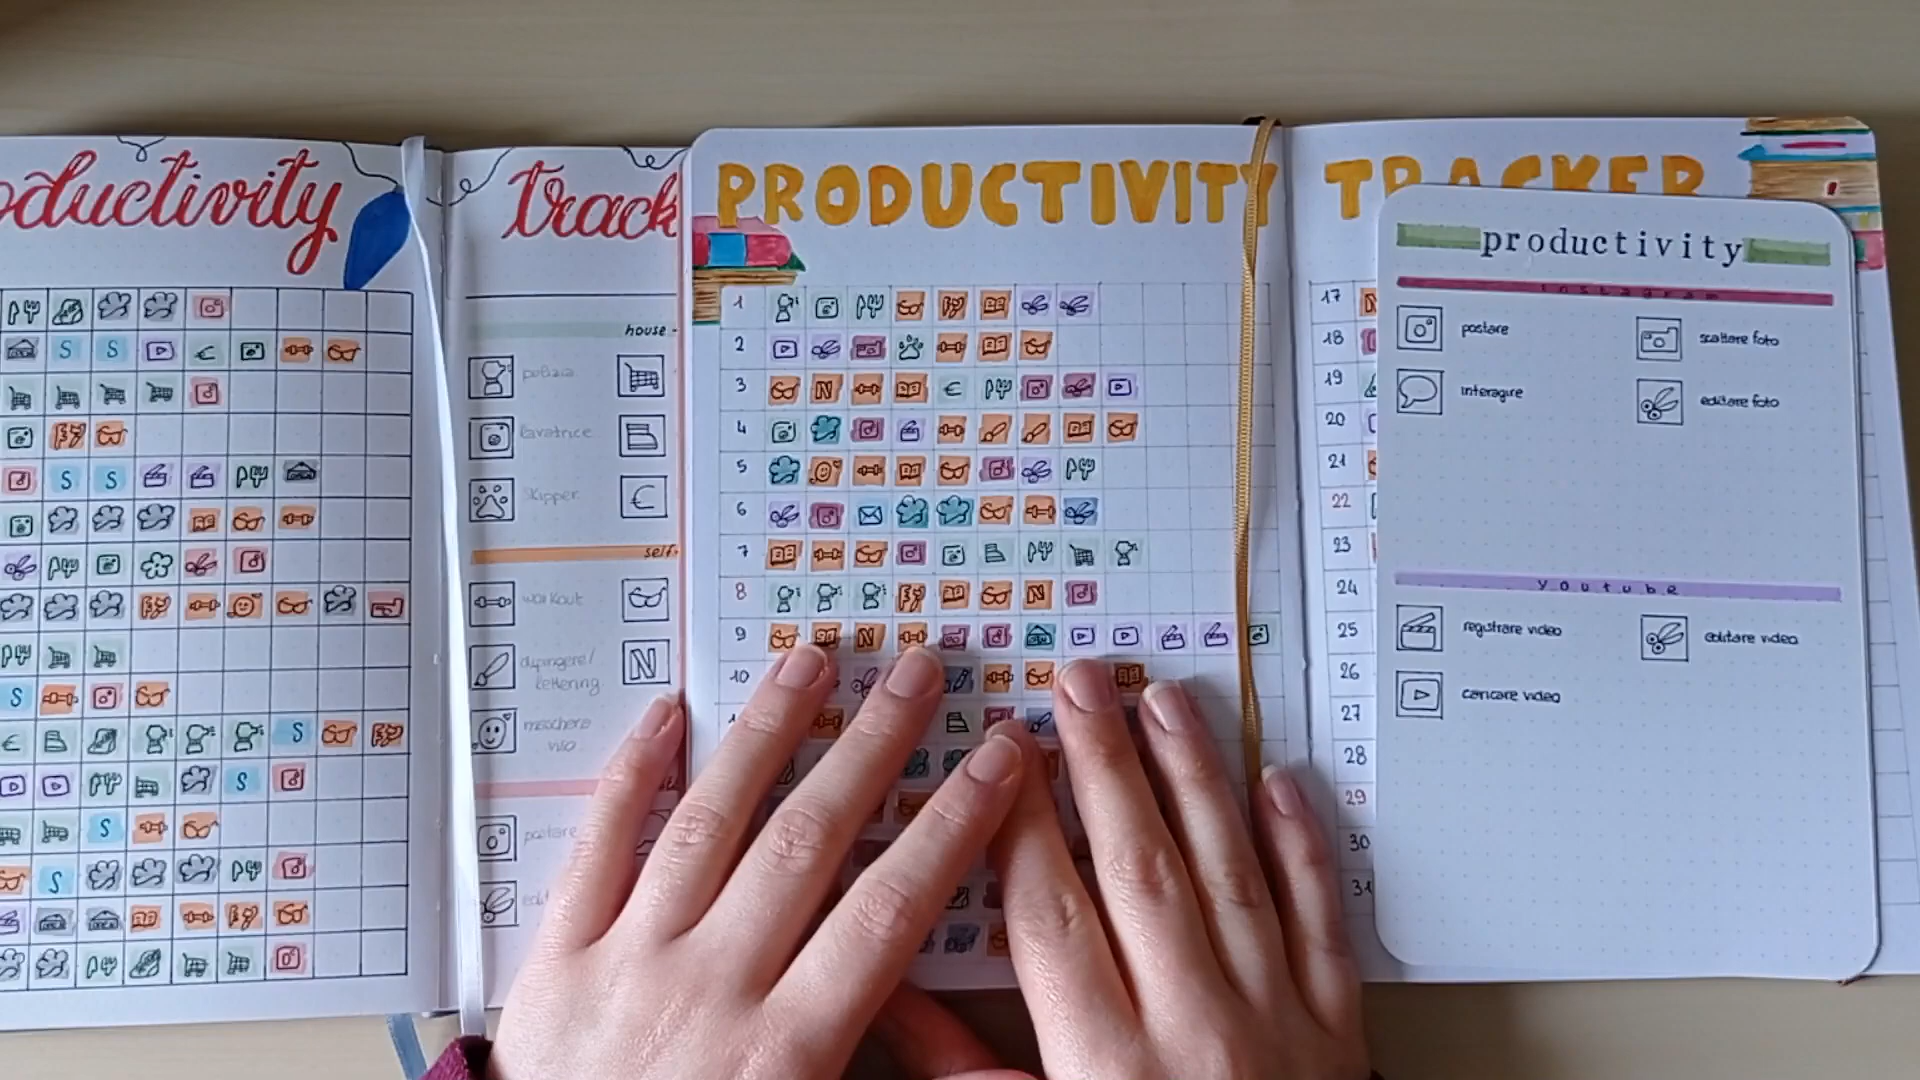 oductivity
track
house
pulizia
lavatrice
skipper
self
workout
dipingere/
lettering
maschera
viso
postare
edit
PRODUCTIVITY TRACKER
1
2
3
4
5
6
7
8
9
10
17
18
19
20
21
22
23
24
25
26
27
28
29
30
31
productivity
instagram
postare
scattare foto
interagire
editare foto
youtube
registrare video
editare video
caricare video